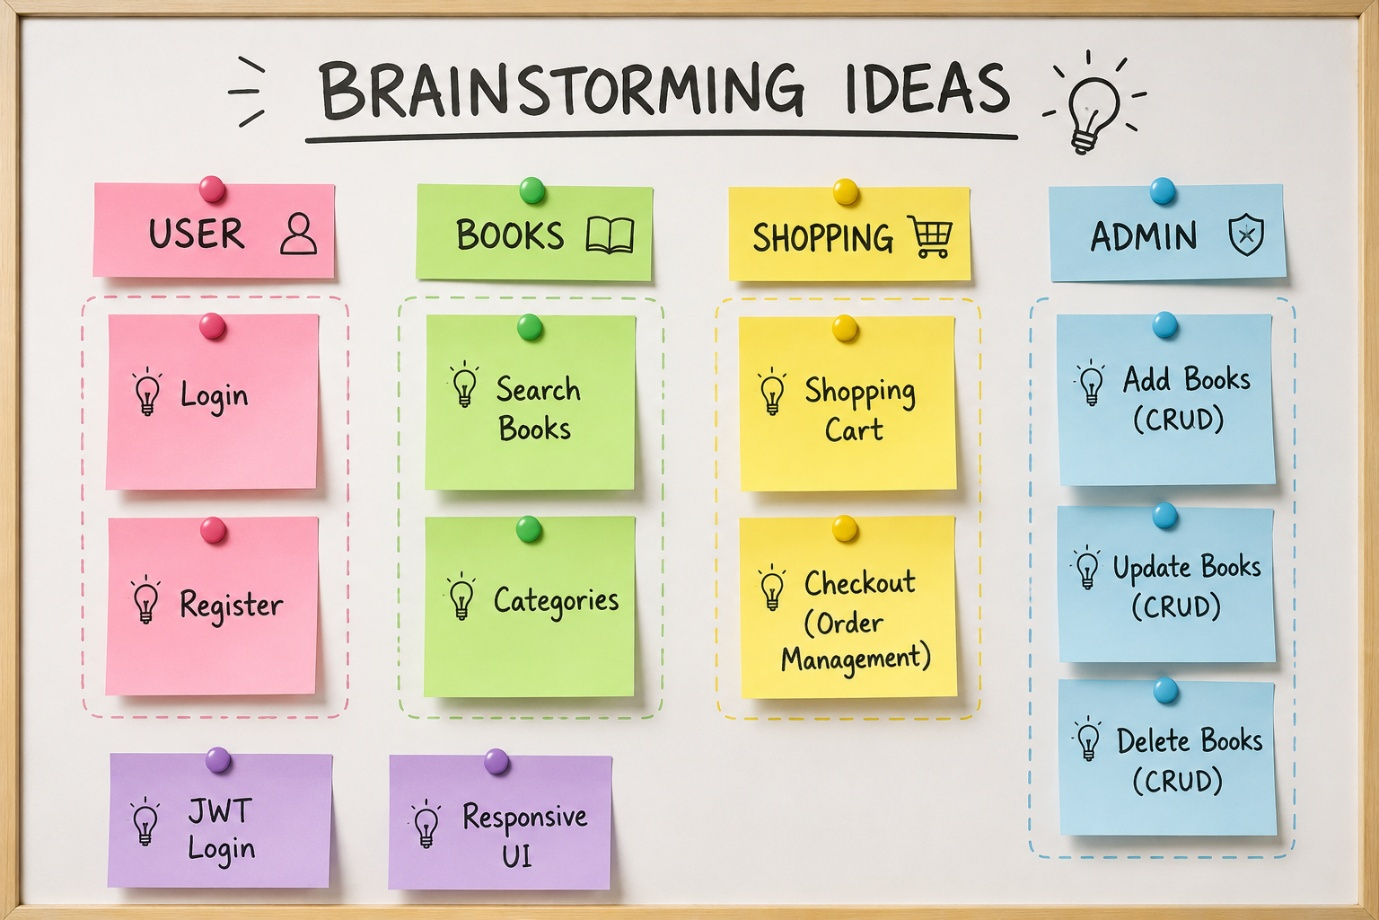 BRAINSTORMING IDEAS
USER
Login
Register
BOOKS
Search
Books
Categories
SHOPPING
Shopping
Cart
Checkout
(Order
Management)
ADMIN
Add Books
(CRUD)
Update Books
(CRUD)
Delete Books
(CRUD)
JWT
Login
Responsive
UI